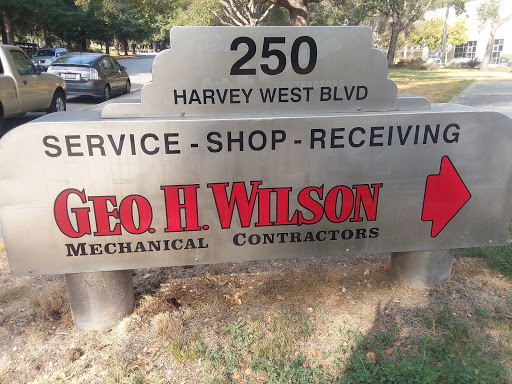 250
HARVEY WEST BLVD
SERVICE - SHOP - RECEIVING
GEO. H. WILSON
MECHANICAL CONTRACTORS